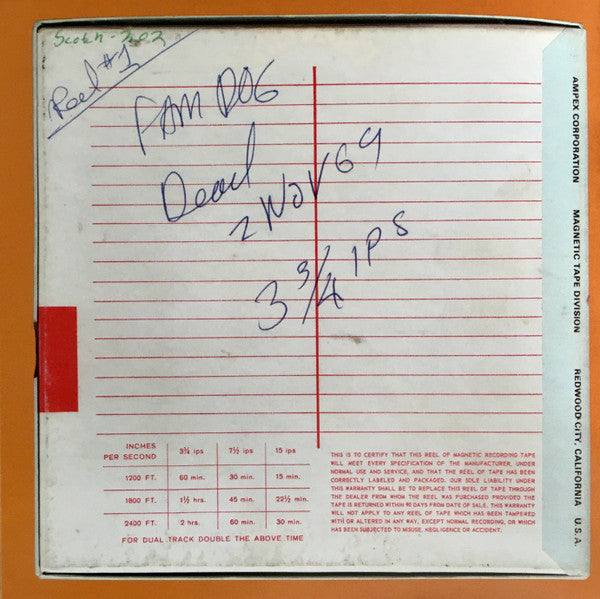 Scotch - 202
Reel #1
FAM DOG
Dead
2 NOV 69
3 3/4 IPS
AMPEX CORPORATION MAGNETIC TAPE DIVISION REDWOOD CITY, CALIFORNIA U.S.A.
INCHES PER SECOND 3¾ ips 7½ ips 15 ips
1200 FT. 60 min. 30 min. 15 min.
1800 FT. 1½ hrs. 45 min. 22½ min.
2400 FT. 2 hrs. 60 min. 30 min.
FOR DUAL TRACK DOUBLE THE ABOVE TIME
THIS IS TO CERTIFY THAT THIS REEL OF MAGNETIC RECORDING TAPE
WILL MEET EVERY SPECIFICATION OF THE MANUFACTURER, UNDER
NORMAL USE AND SERVICE, AND THAT THE REEL OF TAPE HAS BEEN
CORRECTLY LABELED AND PACKAGED. OUR SOLE LIABILITY UNDER
THIS WARRANTY SHALL BE TO REPLACE THIS REEL OF TAPE THROUGH
THE DEALER FROM WHOM THE REEL WAS PURCHASED PROVIDED THE
TAPE IS RETURNED WITHIN 90 DAYS FROM DATE OF SALE. THIS WARRANTY
WILL NOT APPLY TO ANY REEL OF TAPE WHICH HAS BEEN TAMPERED
WITH OR ALTERED IN ANY WAY, EXCEPT NORMAL RECORDING, OR WHICH
HAS BEEN SUBJECTED TO MISUSE, NEGLIGENCE OR ACCIDENT.